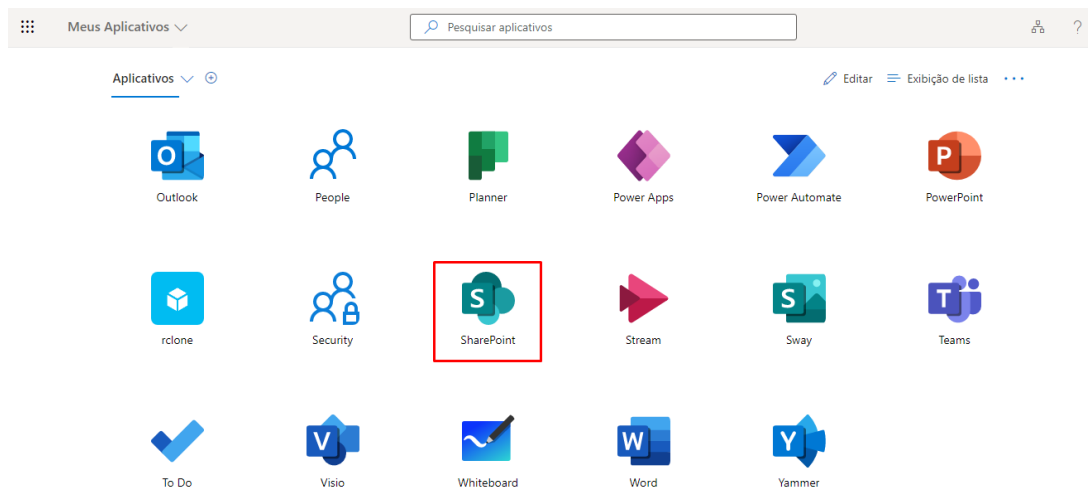 Meus Aplicativos
Pesquisar aplicativos
?
Aplicativos
Editar
Exibição de lista
O
P
Outlook
People
Planner
Power Apps
Power Automate
PowerPoint
S
S
T
rclone
Security
SharePoint
Stream
Sway
Teams
V
W
Y
To Do
Visio
Whiteboard
Word
Yammer